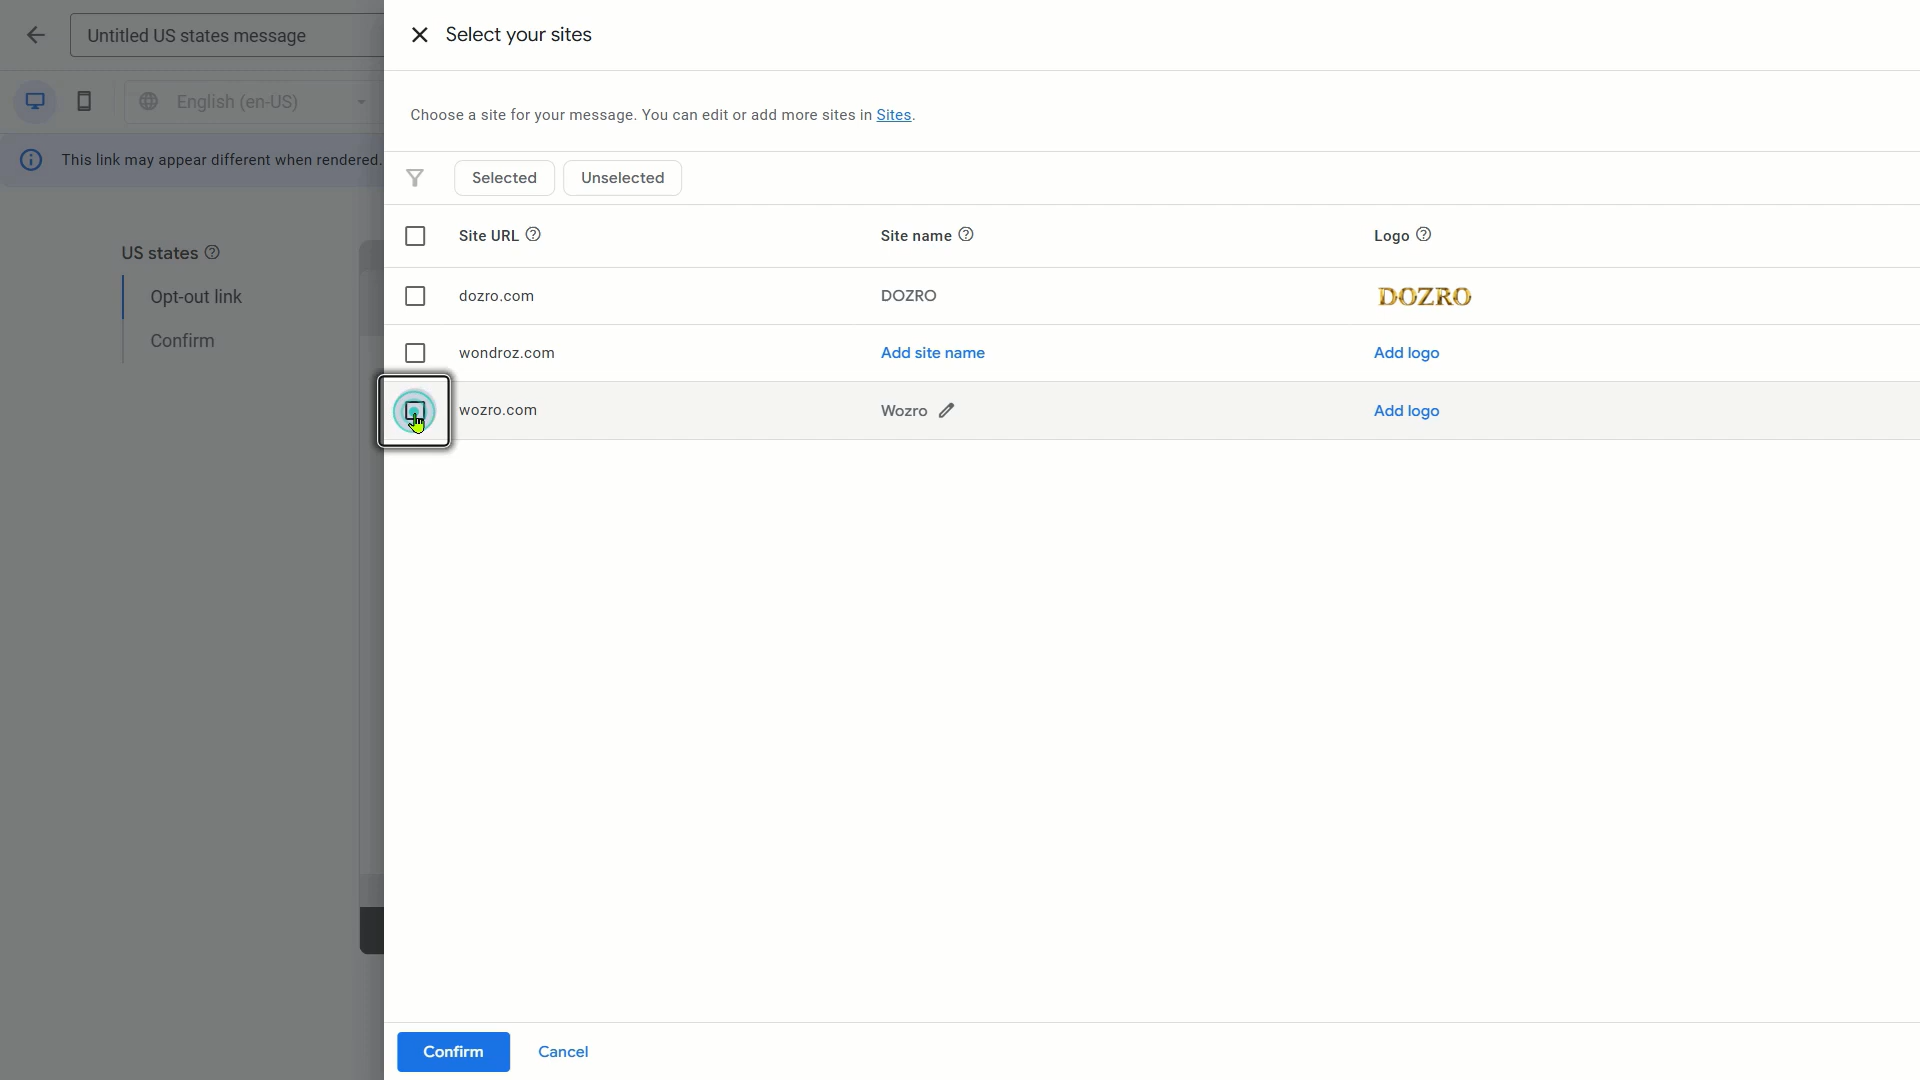 Untitled US states message
Select your sites
English (en-US)
Choose a site for your message. You can edit or add more sites in Sites.
This link may appear different when rendered.
Selected Unselected
Site URL Site name Logo
US states
Opt-out link
dozro.com DOZRO DOZRO
Confirm
wondroz.com Add site name Add logo
wozro.com Wozro Add logo
Confirm Cancel